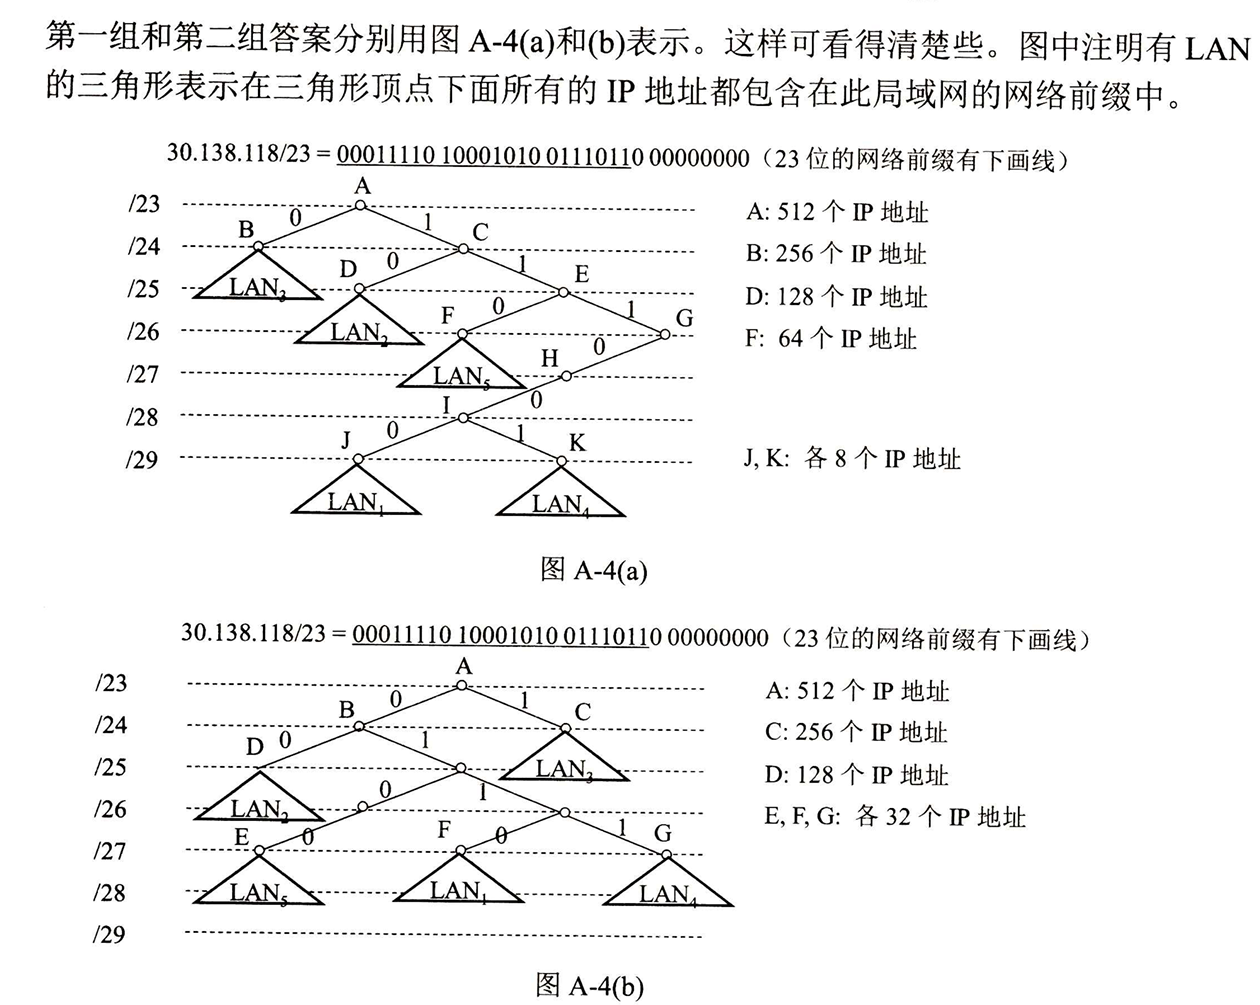 第一组和第二组答案分别用图 A-4(a)和(b)表示。这样可看得清楚些。图中注明有 LAN
的三角形表示在三角形顶点下面所有的 IP 地址都包含在此局域网的网络前缀中。
30.138.118/23 = 00011110 10001010 01110110 00000000（23 位的网络前缀有下画线）
A
/23
0
1
A: 512 个 IP 地址
B
C
/24
0
1
B: 256 个 IP 地址
LAN₃
D
E
/25
0
1
D: 128 个 IP 地址
LAN₂
F
G
/26
0
F: 64 个 IP 地址
LAN₅
H
/27
0
I
/28
0
1
J
K
/29
J, K: 各 8 个 IP 地址
LAN₁
LAN₄
图 A-4(a)
30.138.118/23 = 00011110 10001010 01110110 00000000（23 位的网络前缀有下画线）
A
/23
0
1
A: 512 个 IP 地址
B
C
/24
0
1
C: 256 个 IP 地址
D
LAN₃
/25
0
1
D: 128 个 IP 地址
LAN₂
/26
0
0
1
E, F, G: 各 32 个 IP 地址
E
F
G
/27
LAN₅
LAN₁
LAN₄
/28
/29
图 A-4(b)